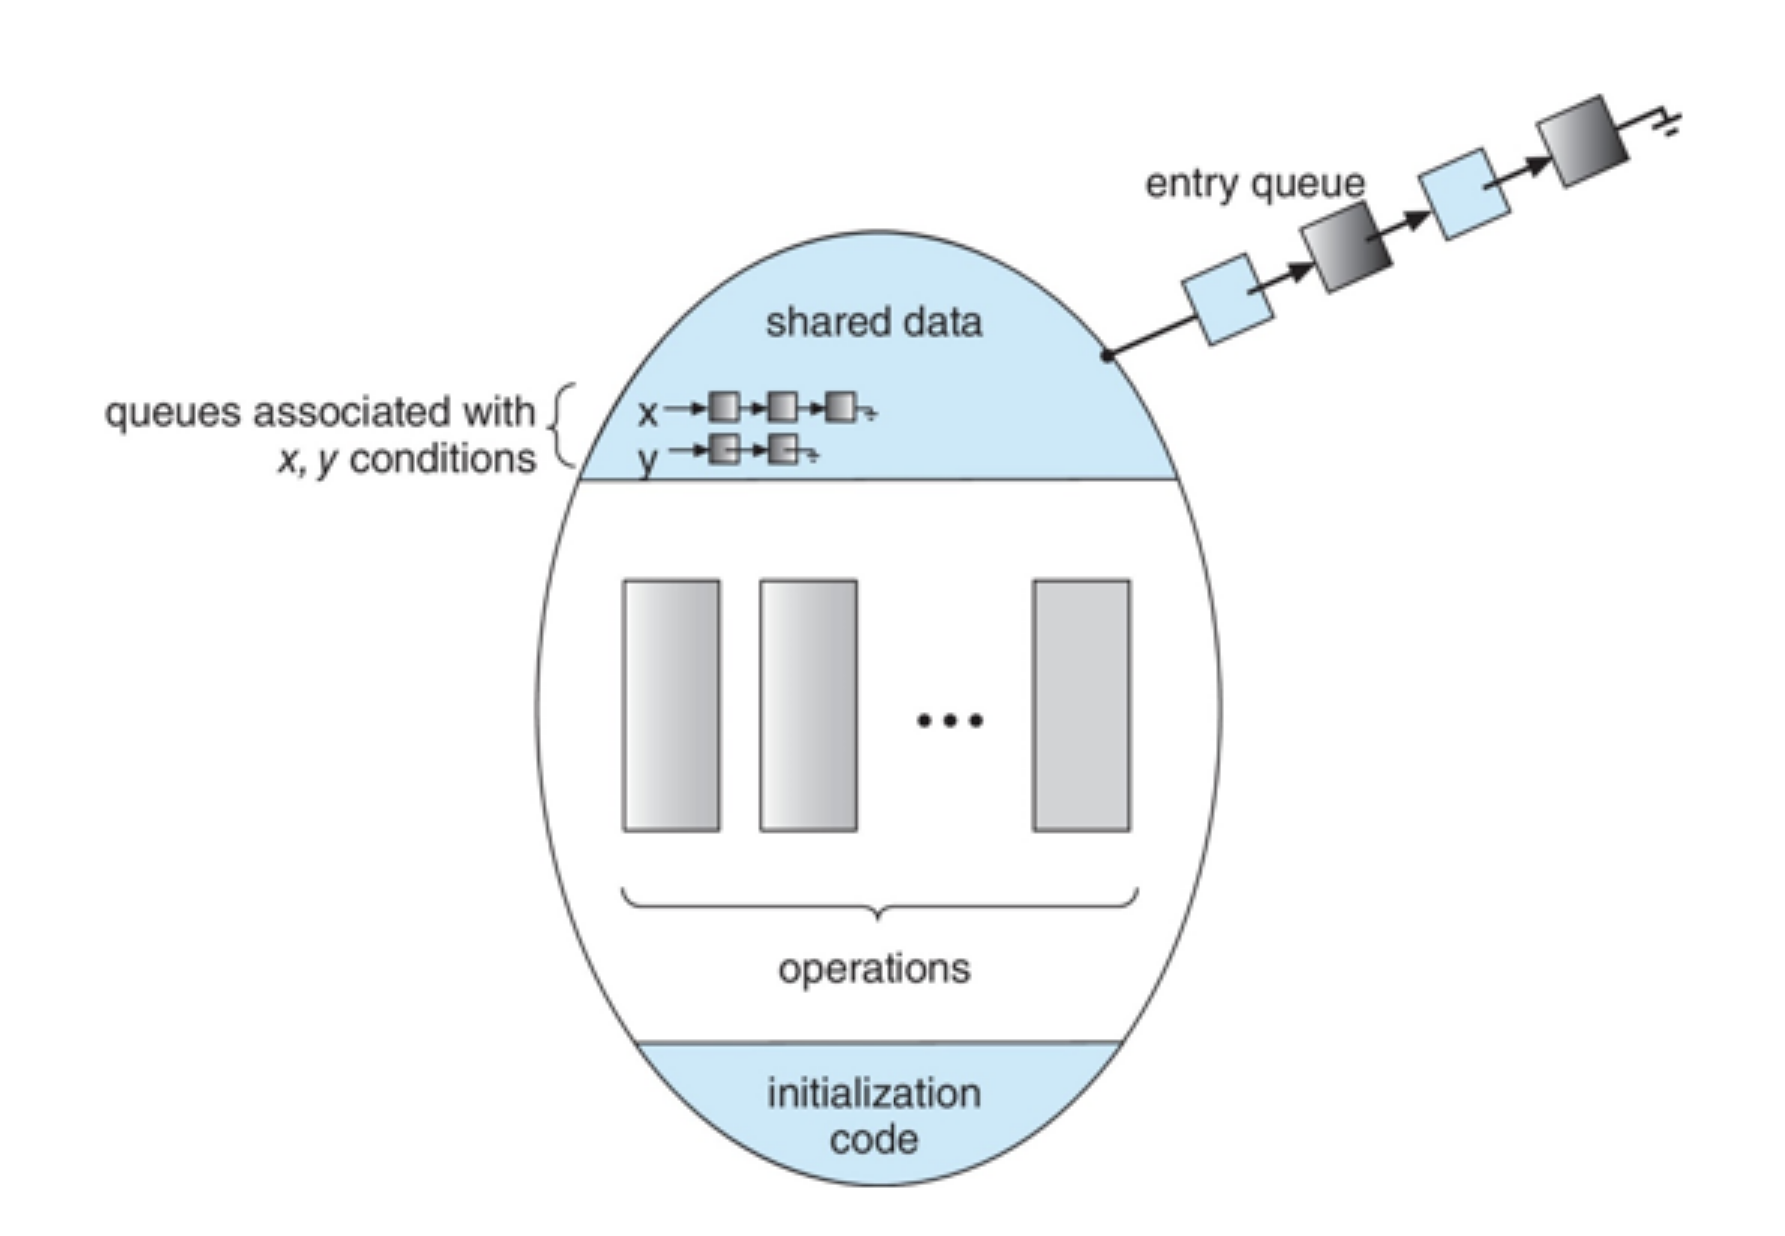 entry queue
shared data
queues associated with
x, y conditions
x
y
operations
initialization
code